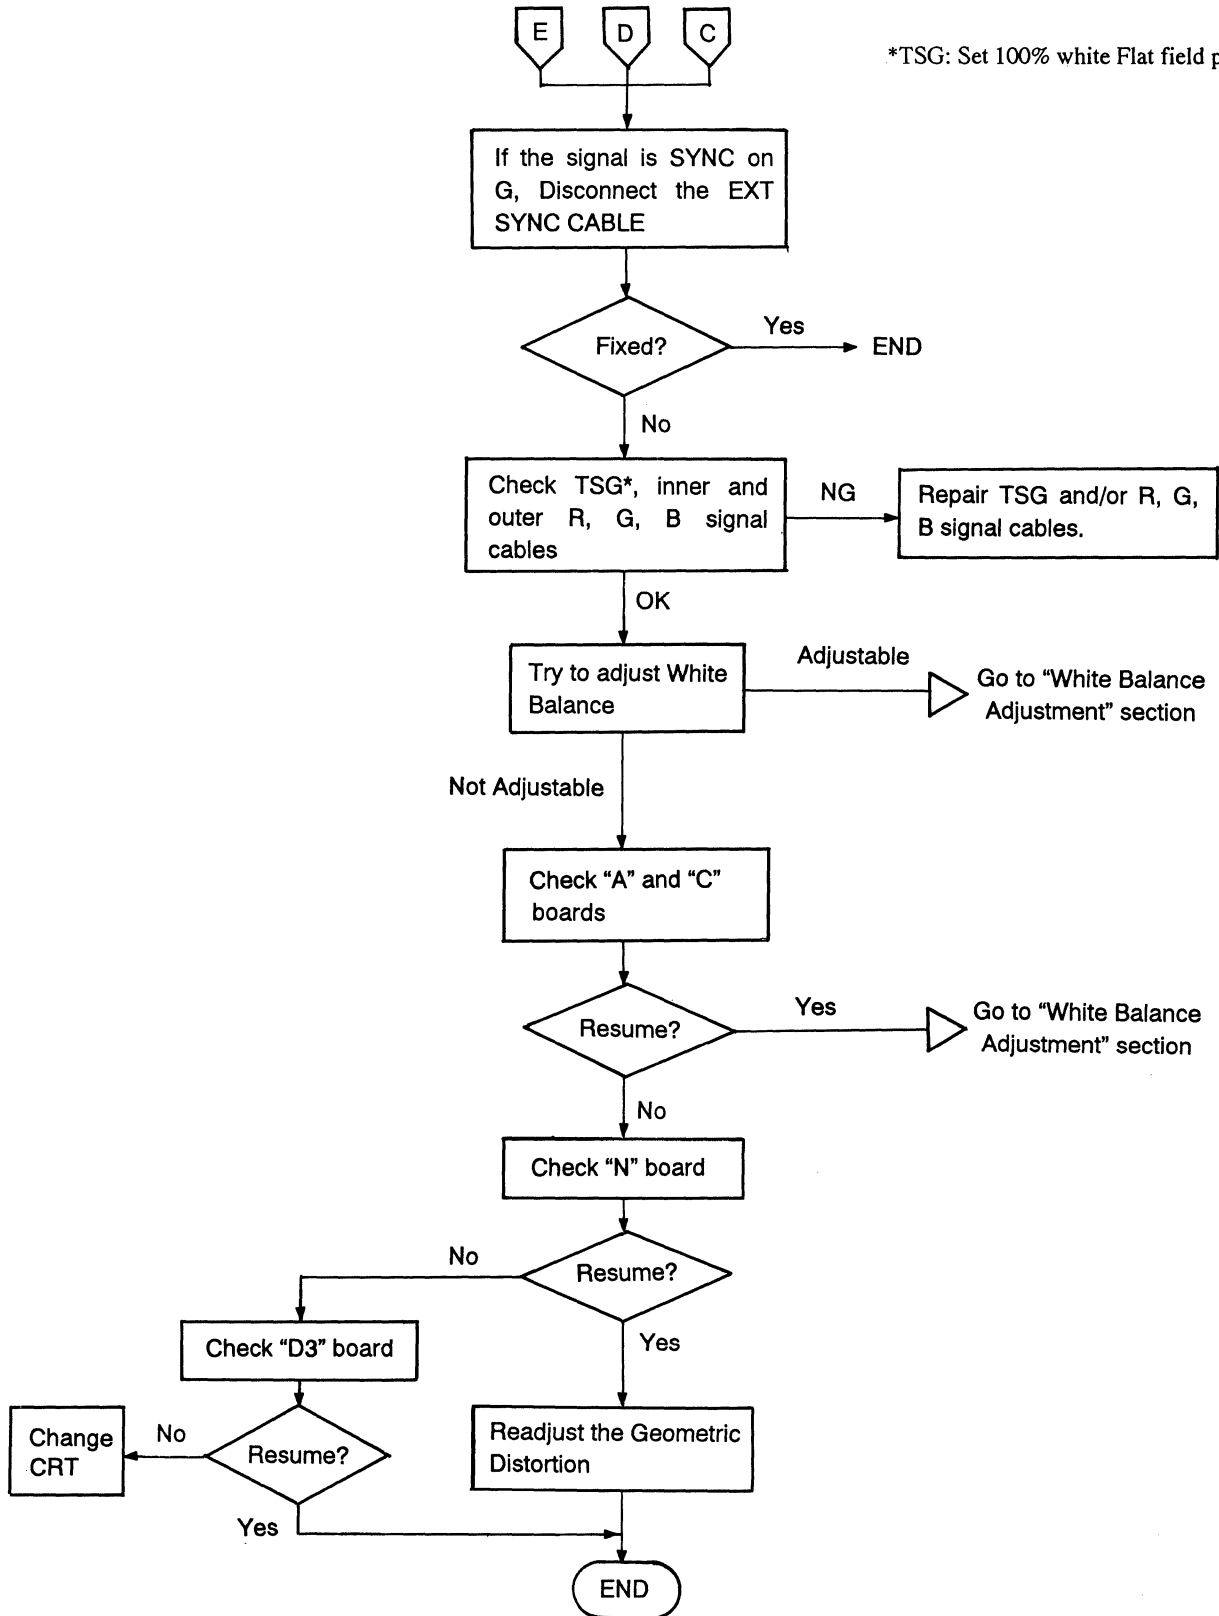 E D C
*TSG: Set 100% white Flat field p
If the signal is SYNC on
G, Disconnect the EXT
SYNC CABLE
Fixed?
Yes
END
No
Check TSG*, inner and
outer R, G, B signal
cables
NG
Repair TSG and/or R, G,
B signal cables.
OK
Try to adjust White
Balance
Adjustable
Go to “White Balance
Adjustment” section
Not Adjustable
Check “A” and “C”
boards
Resume?
Yes
Go to “White Balance
Adjustment” section
No
Check “N” board
Resume?
No
Check “D3” board
Yes
Readjust the Geometric
Distortion
Resume?
No
Change
CRT
Yes
END